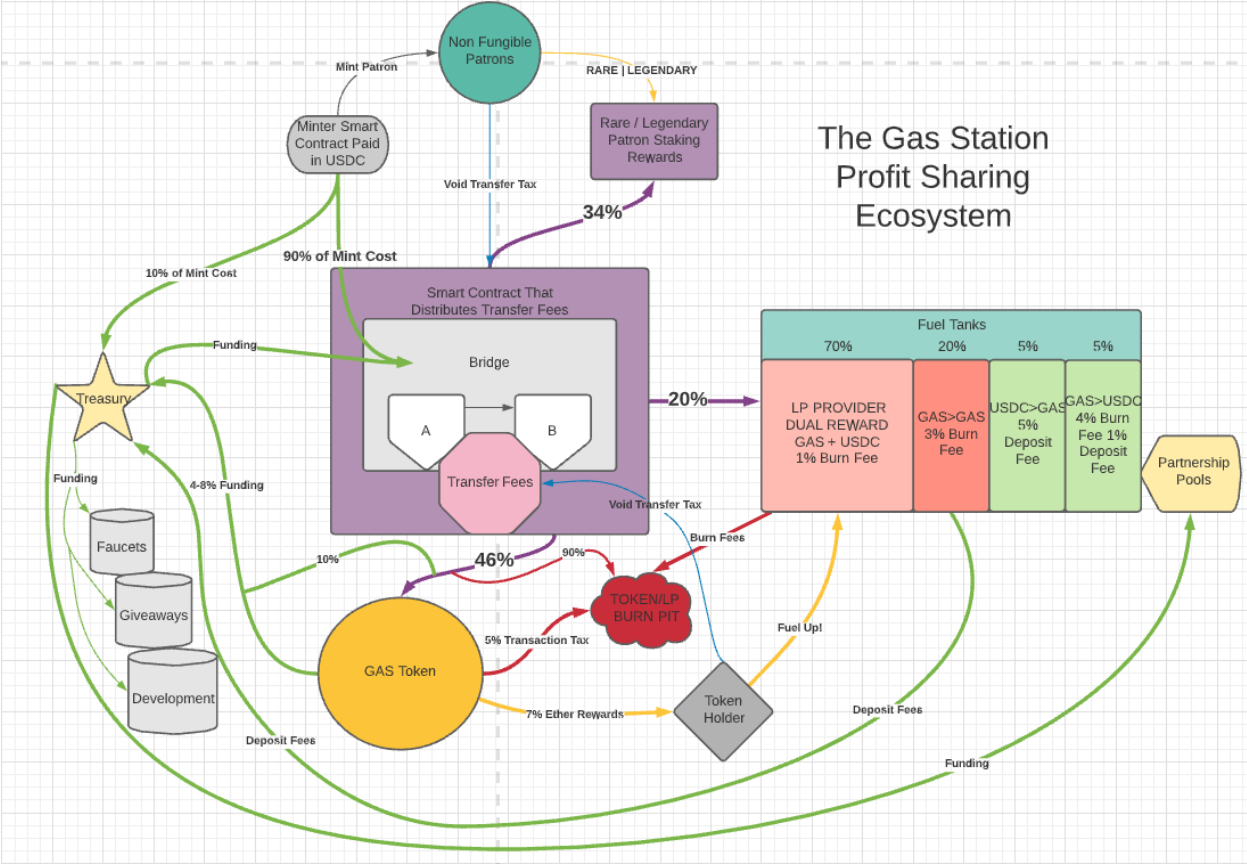 Non Fungible
Patrons
Mint Patron
RARE | LEGENDARY
Minter Smart
Contract Paid
in USDC
Rare / Legendary
Patron Staking
Rewards
The Gas Station
Profit Sharing
Ecosystem
Void Transfer Tax
34%
90% of Mint Cost
10% of Mint Cost
Smart Contract That
Distributes Transfer Fees
Fuel Tanks
70%
20%
5%
5%
Funding
Bridge
Treasury
20%
A
B
LP PROVIDER
DUAL REWARD
GAS + USDC
1% Burn Fee
GAS>GAS
3% Burn
Fee
USDC>GAS
5%
Deposit
Fee
GAS>USDC
4% Burn
Fee 1%
Deposit
Fee
Partnership
Pools
Funding
4-8% Funding
Transfer Fees
Void Transfer Tax
Burn Fees
Faucets
10%
46%
90%
Giveaways
TOKEN/LP
BURN PIT
5% Transaction Tax
Fuel Up!
GAS Token
Development
Token
Holder
7% Ether Rewards
Deposit Fees
Deposit Fees
Funding